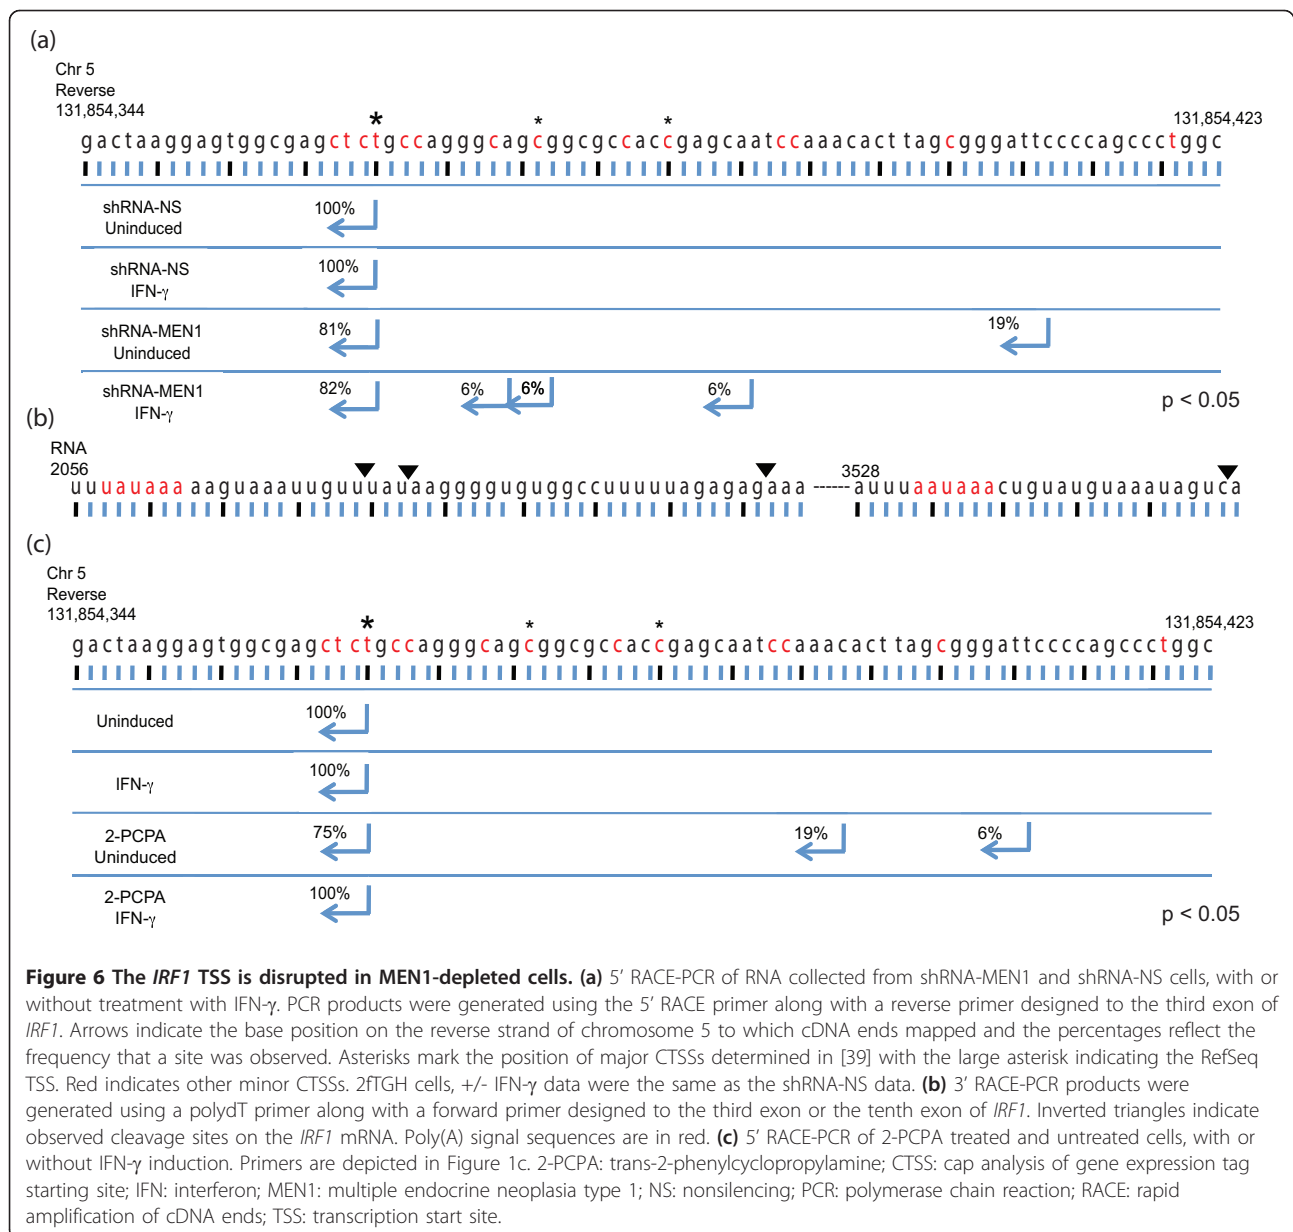 (a)
Chr 5
Reverse
131,854,344
131,854,423
* * *
gactaaggagtggcgagctctgccagggcagcggcgccaccgagcaatccaaacacttagcgggattccccagccctggc
shRNA-NS
Uninduced
100%
shRNA-NS
IFN-γ
100%
shRNA-MEN1
Uninduced
81%
19%
shRNA-MEN1
IFN-γ
82%
6%
6%
6%
p < 0.05
(b)
RNA
2056
3528
uuuauaaaaaguaaauuguuuauaaggggugugg​ccuuuuuagagagaaa ------ auuuaauaaacuguauguaaauaguca
(c)
Chr 5
Reverse
131,854,344
131,854,423
* * *
gactaaggagtggcgagctctgccagggcagcggcgccaccgagcaatccaaacacttagcgggattccccagccctggc
Uninduced
100%
IFN-γ
100%
2-PCPA
Uninduced
75%
19%
6%
2-PCPA
IFN-γ
100%
p < 0.05
Figure 6 The IRF1 TSS is disrupted in MEN1-depleted cells. (a) 5′ RACE-PCR of RNA collected from shRNA-MEN1 and shRNA-NS cells, with or
without treatment with IFN-γ. PCR products were generated using the 5′ RACE primer along with a reverse primer designed to the third exon of
IRF1. Arrows indicate the base position on the reverse strand of chromosome 5 to which cDNA ends mapped and the percentages reflect the
frequency that a site was observed. Asterisks mark the position of major CTSSs determined in [39] with the large asterisk indicating the RefSeq
TSS. Red indicates other minor CTSSs. 2fTGH cells, +/- IFN-γ data were the same as the shRNA-NS data. (b) 3′ RACE-PCR products were
generated using a polydT primer along with a forward primer designed to the third exon or the tenth exon of IRF1. Inverted triangles indicate
observed cleavage sites on the IRF1 mRNA. Poly(A) signal sequences are in red. (c) 5′ RACE-PCR of 2-PCPA treated and untreated cells, with or
without IFN-γ induction. Primers are depicted in Figure 1c. 2-PCPA: trans-2-phenylcyclopropylamine; CTSS: cap analysis of gene expression tag
starting site; IFN: interferon; MEN1: multiple endocrine neoplasia type 1; NS: nonsilencing; PCR: polymerase chain reaction; RACE: rapid
amplification of cDNA ends; TSS: transcription start site.